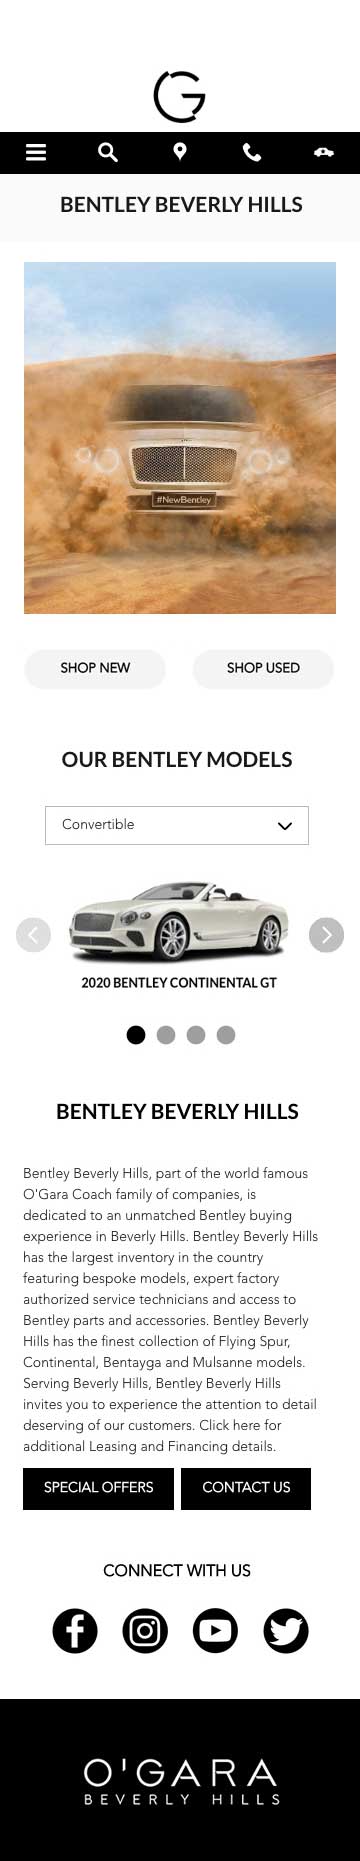 BENTLEY BEVERLY HILLS
#NewBentley
SHOP NEW
SHOP USED
OUR BENTLEY MODELS
Convertible
2020 BENTLEY CONTINENTAL GT
BENTLEY BEVERLY HILLS
Bentley Beverly Hills, part of the world famous
O'Gara Coach family of companies, is
dedicated to an unmatched Bentley buying
experience in Beverly Hills. Bentley Beverly Hills
has the largest inventory in the country
featuring bespoke models, expert factory
authorized service technicians and access to
Bentley parts and accessories. Bentley Beverly
Hills has the finest collection of Flying Spur,
Continental, Bentayga and Mulsanne models.
Serving Beverly Hills, Bentley Beverly Hills
invites you to experience the attention to detail
deserving of our customers. Click here for
additional Leasing and Financing details.
SPECIAL OFFERS
CONTACT US
CONNECT WITH US
O'GARA
BEVERLY HILLS